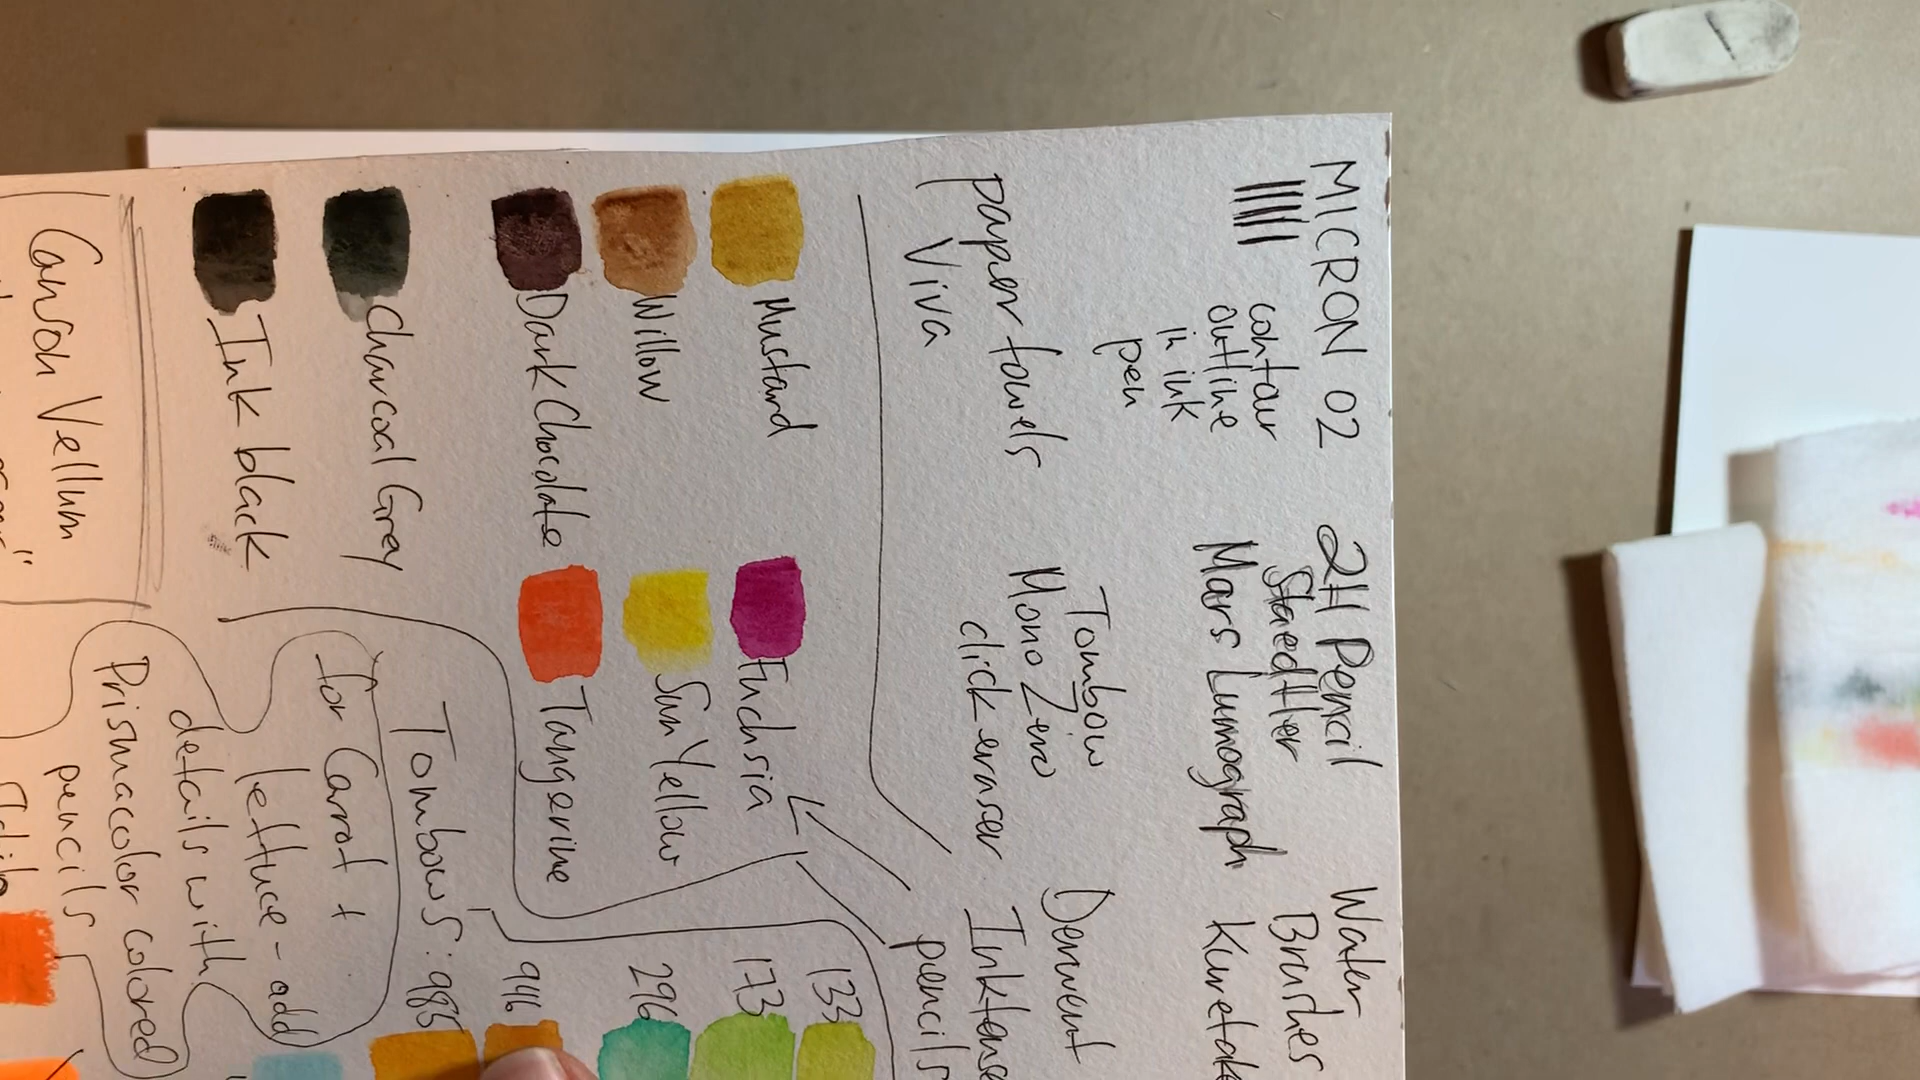 MICRON 02
contour
outline
in ink
pen
2H Pencil
Staedtler
Mars Lumograph
Water
Brushes
paper towels
Viva
Tombow
Mono Zero
click eraser
Derwent
Inktense
pencils
Mustard
Willow
Dark Chocolate
Charcoal Grey
Ink black
Fuchsia
Sun Yellow
Tangerine
Tombows: 985
946
296
173
133
for Carrot +
lettuce - add
details with
Prismacolor colored
pencils
Canson Vellum